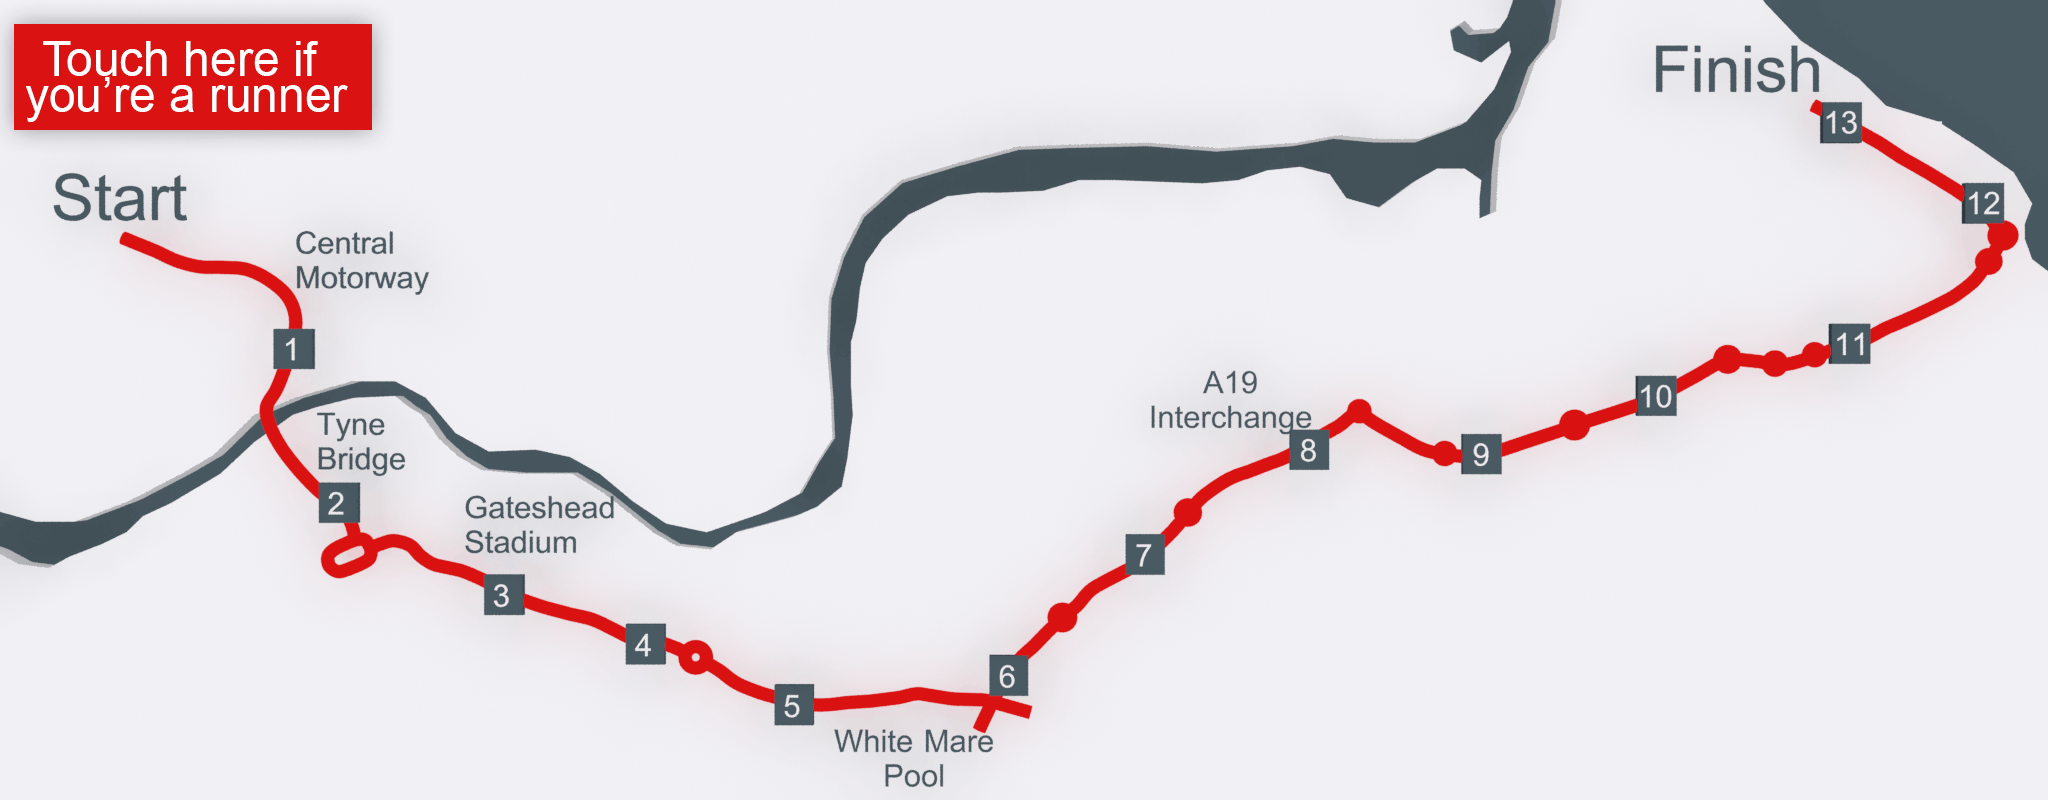 Touch here if
you're a runner
Start
Finish
Central
Motorway
1
Tyne
Bridge
2
Gateshead
Stadium
3
4
5
White Mare
Pool
6
7
A19
Interchange
8
9
10
11
12
13